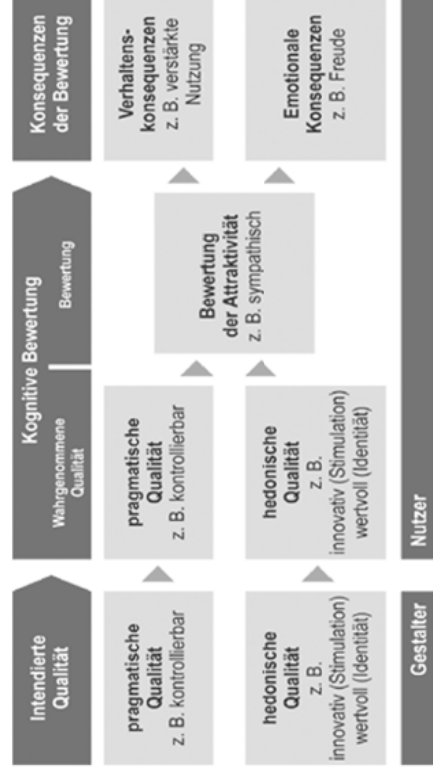 Intendierte
Qualität
Kognitive Bewertung
Wahrgenommene
Qualität
Bewertung
Konsequenzen
der Bewertung
pragmatische
Qualität
z. B. kontrollierbar
pragmatische
Qualität
z. B. kontrollierbar
Bewertung
der Attraktivität
z. B. sympathisch
Verhaltens-
konsequenzen
z. B. verstärkte
Nutzung
hedonische
Qualität
z. B.
innovativ (Stimulation)
wertvoll (Identität)
hedonische
Qualität
z. B.
innovativ (Stimulation)
wertvoll (Identität)
Emotionale
Konsequenzen
z. B. Freude
Gestalter
Nutzer